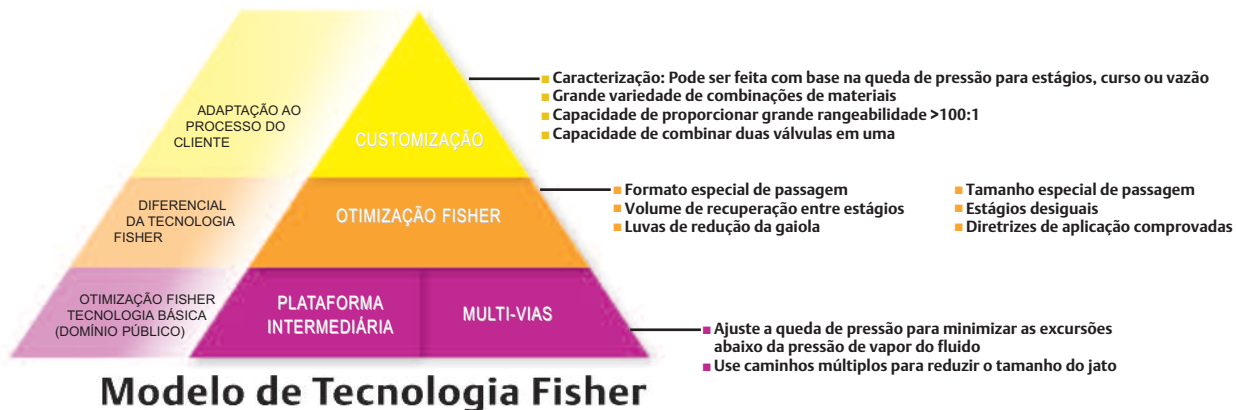 ADAPTAÇÃO AO
PROCESSO DO
CLIENTE
CUSTOMIZAÇÃO
■ Caracterização: Pode ser feita com base na queda de pressão para estágios, curso ou vazão
■ Grande variedade de combinações de materiais
■ Capacidade de proporcionar grande rangeabilidade >100:1
■ Capacidade de combinar duas válvulas em uma
DIFERENCIAL
DA TECNOLOGIA
FISHER
OTIMIZAÇÃO FISHER
■ Formato especial de passagem
■ Volume de recuperação entre estágios
■ Luvas de redução da gaiola
■ Tamanho especial de passagem
■ Estágios desiguais
■ Diretrizes de aplicação comprovadas
OTIMIZAÇÃO FISHER
TECNOLOGIA BÁSICA
(DOMÍNIO PÚBLICO)
PLATAFORMA
INTERMEDIÁRIA
MULTI-VIAS
■ Ajuste a queda de pressão para minimizar as excursões
abaixo da pressão de vapor do fluido
■ Use caminhos múltiplos para reduzir o tamanho do jato
Modelo de Tecnologia Fisher